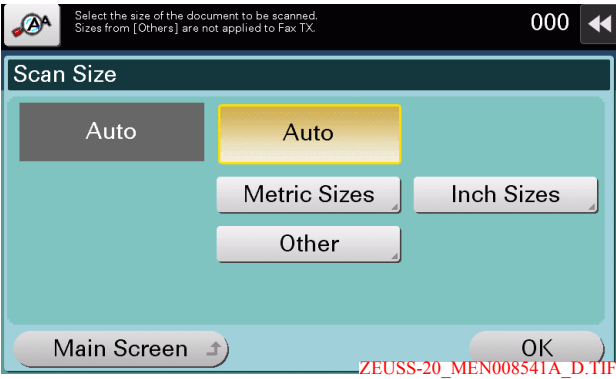 AA
Select the size of the document to be scanned.
Sizes from [Others] are not applied to Fax TX.
000
Scan Size
Auto
Auto
Metric Sizes
Inch Sizes
Other
Main Screen
OK
ZEUSS-20_MEN008541A_D.TIF